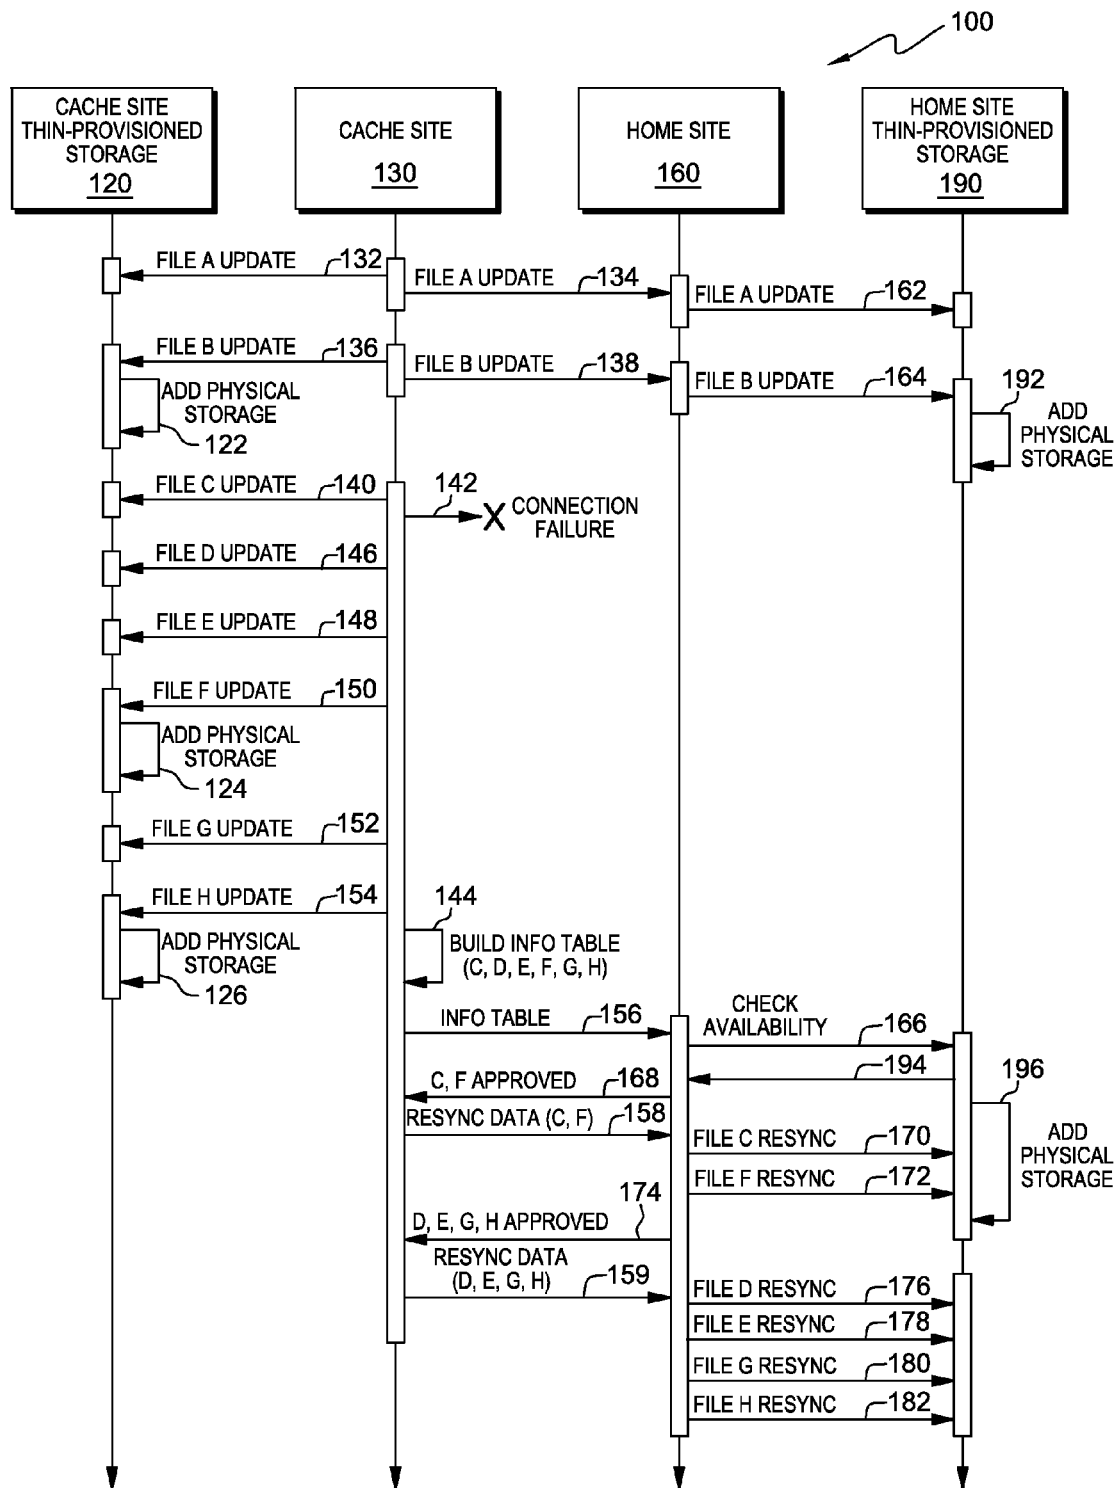 100
CACHE SITE
THIN-PROVISIONED
STORAGE
120
CACHE SITE
130
HOME SITE
160
HOME SITE
THIN-PROVISIONED
STORAGE
190
FILE A UPDATE 132
FILE A UPDATE 134
FILE A UPDATE 162
FILE B UPDATE 136
FILE B UPDATE 138
FILE B UPDATE 164
ADD PHYSICAL
STORAGE
122
192
ADD
PHYSICAL
STORAGE
FILE C UPDATE 140
142
X CONNECTION
FAILURE
FILE D UPDATE 146
FILE E UPDATE 148
FILE F UPDATE 150
ADD PHYSICAL
STORAGE
124
FILE G UPDATE 152
FILE H UPDATE 154
ADD PHYSICAL
STORAGE
126
144
BUILD INFO TABLE
(C, D, E, F, G, H)
INFO TABLE 156
CHECK
AVAILABILITY 166
194
196
ADD
PHYSICAL
STORAGE
C, F APPROVED 168
RESYNC DATA (C, F) 158
FILE C RESYNC 170
FILE F RESYNC 172
174
D, E, G, H APPROVED
RESYNC DATA
(D, E, G, H) 159
FILE D RESYNC 176
FILE E RESYNC 178
FILE G RESYNC 180
FILE H RESYNC 182